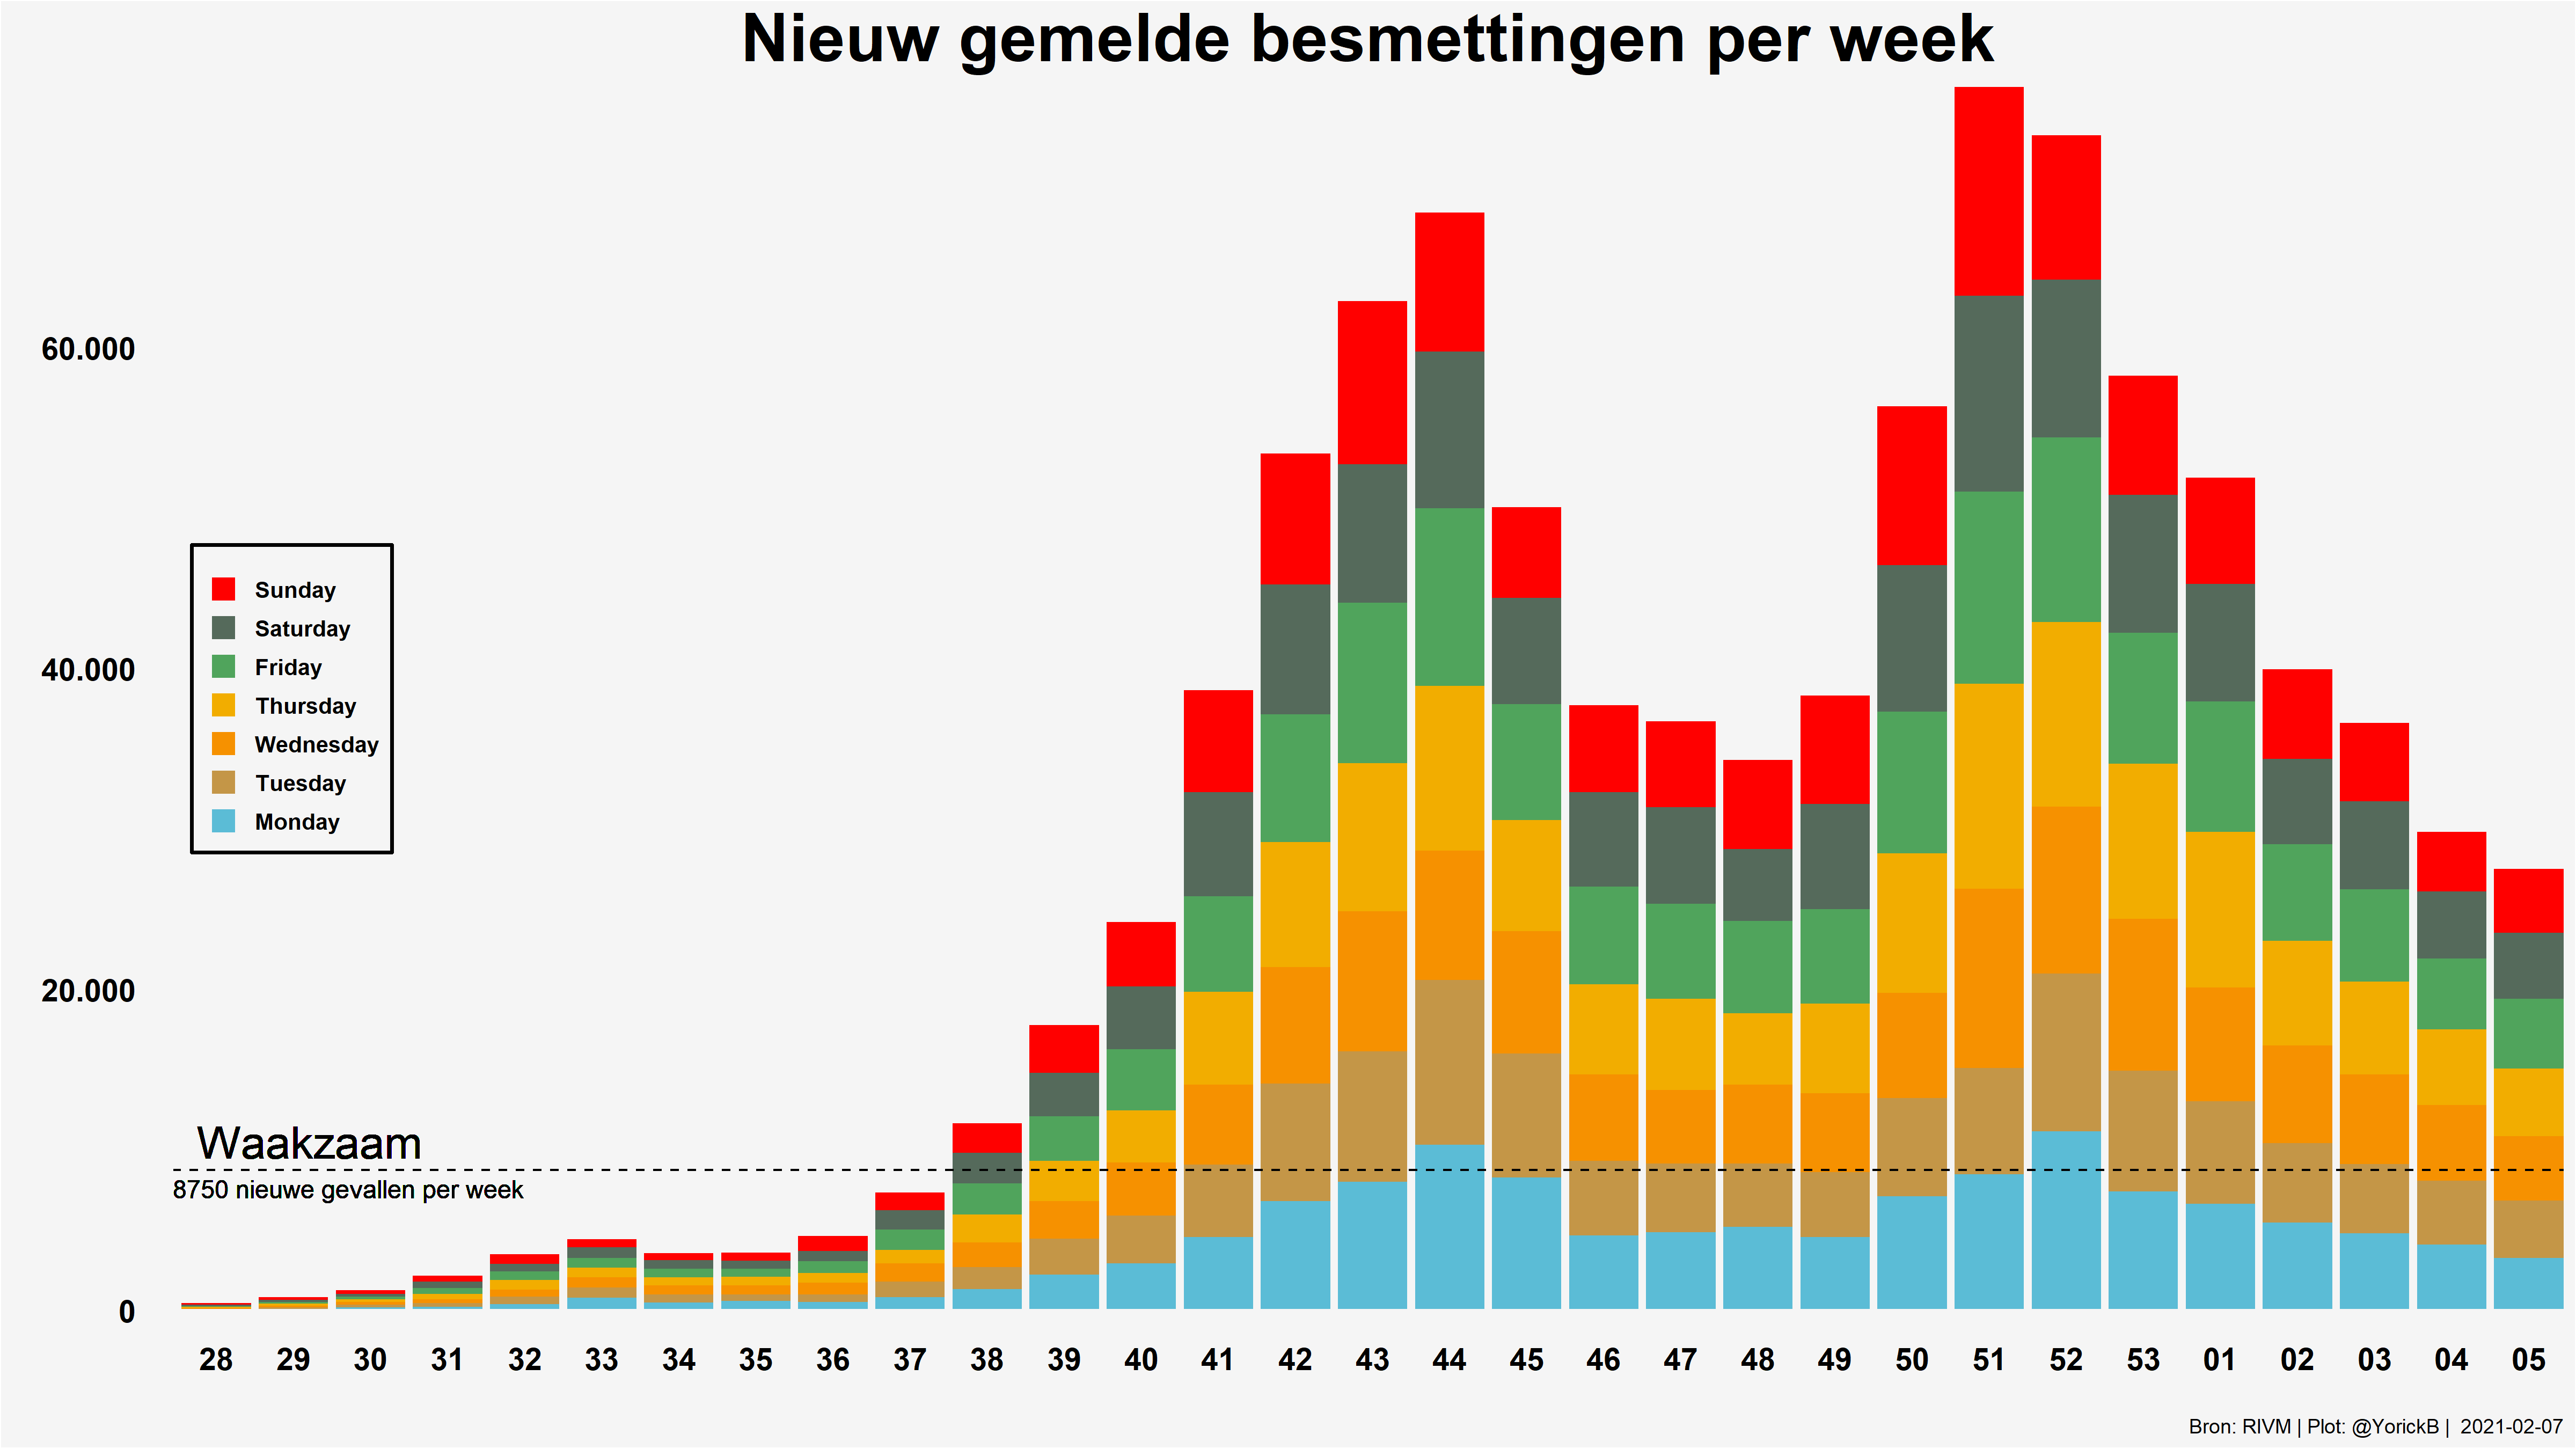 Nieuw gemelde besmettingen per week
60.000
40.000
20.000
0
Sunday
Saturday
Friday
Thursday
Wednesday
Tuesday
Monday
Waakzaam
8750 nieuwe gevallen per week
28 29 30 31 32 33 34 35 36 37 38 39 40 41 42 43 44 45 46 47 48 49 50 51 52 53 01 02 03 04 05
Bron: RIVM | Plot: @YorickB | 2021-02-07